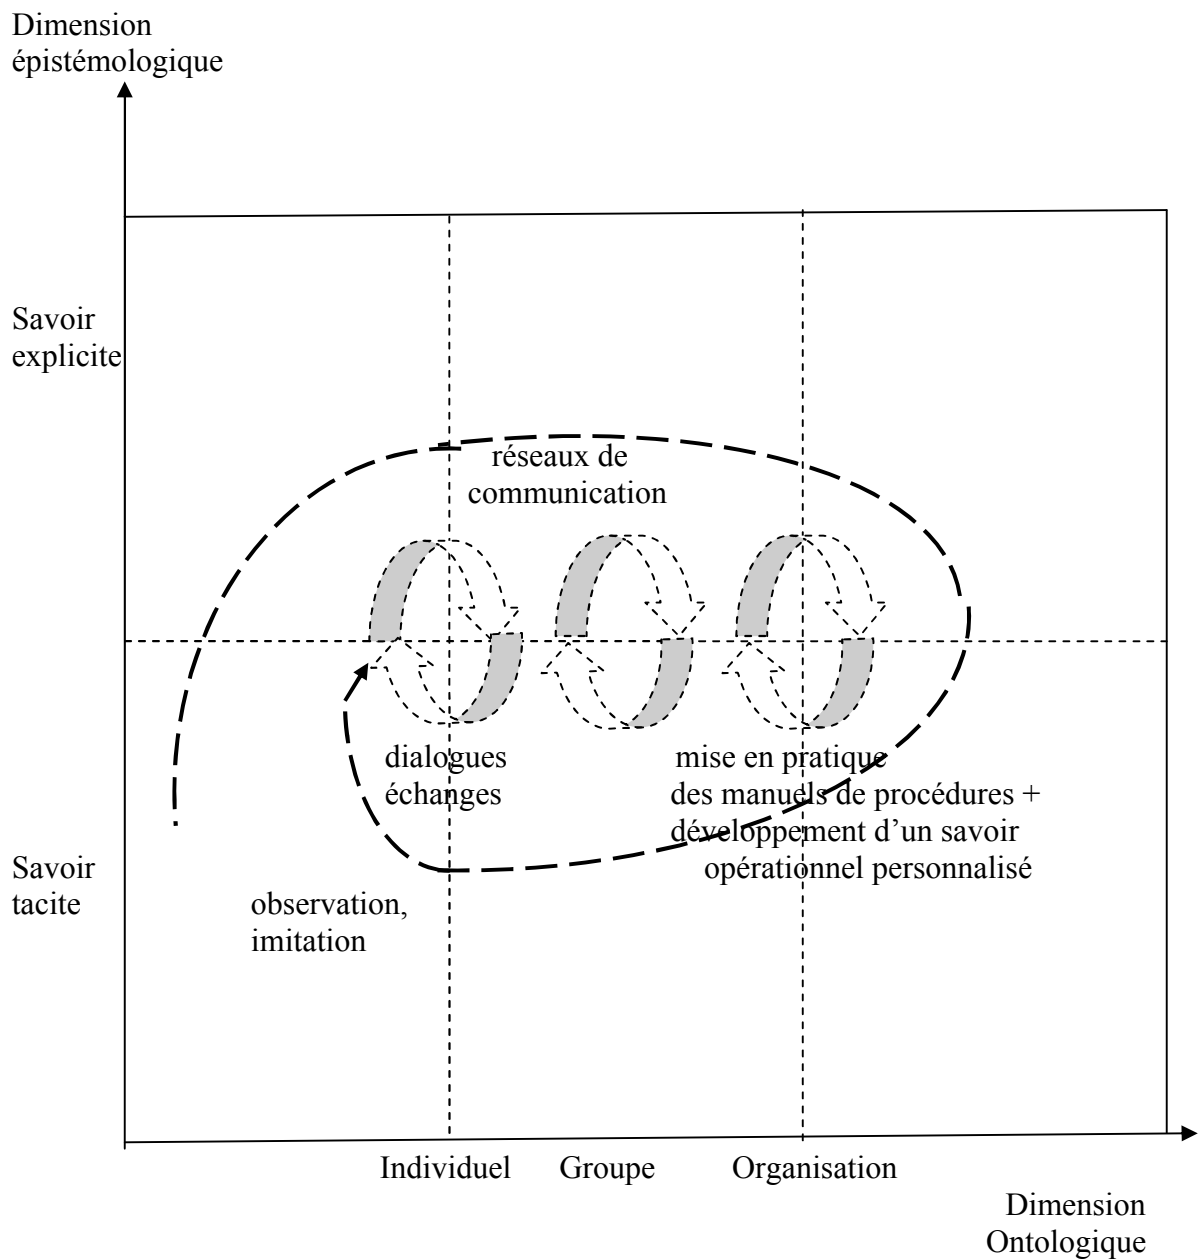 Dimension
épistémologique
Savoir
explicite
réseaux de
communication
dialogues
échanges
mise en pratique
des manuels de procédures +
développement d’un savoir
opérationnel personnalisé
Savoir
tacite
observation,
imitation
Individuel
Groupe
Organisation
Dimension
Ontologique